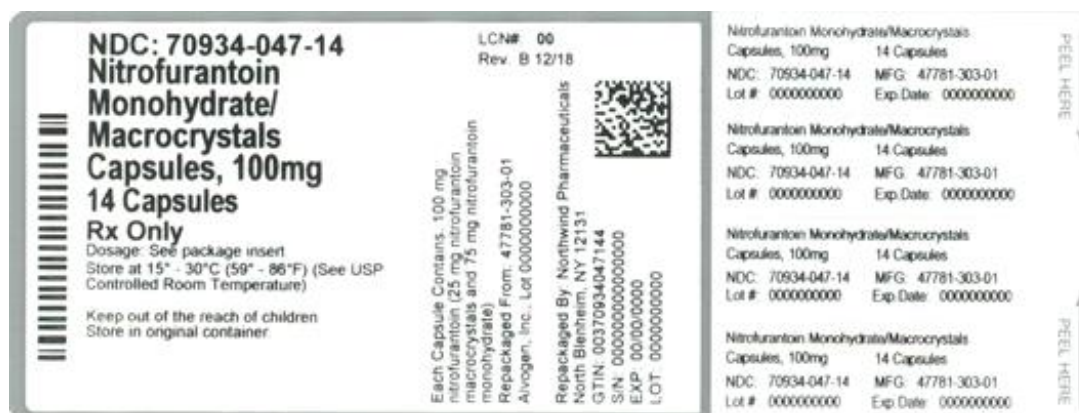 NDC: 70934-047-14
Nitrofurantoin
Monohydrate/
Macrocrystals
Capsules, 100mg
14 Capsules
Rx Only
Dosage: See package insert
Store at 15° - 30°C (59° - 86°F) (See USP
Controlled Room Temperature)
Keep out of the reach of children
Store in original container
LCN# 00
Rev. B 12/18
Each Capsule Contains. 100 mg
nitrofurantoin (25 mg nitrofurantoin
macrocrystals and 75 mg nitrofurantoin
monohydrate)
Repackaged From: 47781-303-01
Alvogen, Inc., Lot 0000000000
Repackaged By: Northwind Pharmaceuticals
North Blenheim, NY 12131
GTIN: 00370934047144
EXP: 00/00/0000
LOT: 0000000000
Nitrofurantoin Monohydrate/Macrocrystals
Capsules, 100mg 14 Capsules
NDC: 70934-047-14 MFG: 47781-303-01
Lot #: 0000000000 Exp.Date: 0000000000
Nitrofurantoin Monohydrate/Macrocrystals
Capsules, 100mg 14 Capsules
NDC: 70934-047-14 MFG: 47781-303-01
Lot #: 0000000000 Exp.Date: 0000000000
Nitrofurantoin Monohydrate/Macrocrystals
Capsules, 100mg 14 Capsules
NDC: 70934-047-14 MFG: 47781-303-01
Lot #: 0000000000 Exp.Date: 0000000000
Nitrofurantoin Monohydrate/Macrocrystals
Capsules, 100mg 14 Capsules
NDC: 70934-047-14 MFG: 47781-303-01
Lot #: 0000000000 Exp.Date: 0000000000
PEEL HERE
PEEL HERE